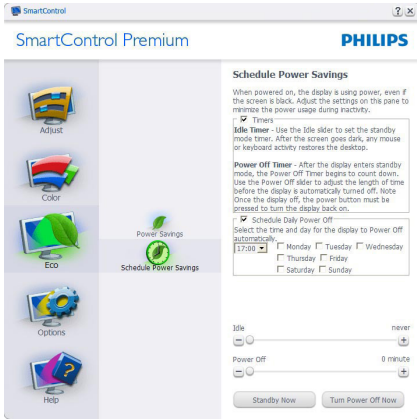 SmartControl
? ×
SmartControl Premium
PHILIPS
Adjust
Color
Eco
Options
Help
Power Savings
Schedule Power Savings
Schedule Power Savings
When powered on, the display is using power, even if
the screen is black. Adjust the settings on this pane to
minimize the power usage during inactivity.
Timers
Idle Timer - Use the Idle slider to set the standby
mode timer. After the screen goes dark, any mouse
or keyboard activity restores the desktop.
Power Off Timer - After the display enters standby
mode, the Power Off Timer begins to count down.
Use the Power Off slider to adjust the length of time
before the display is automatically turned off. Note
Once the display off, the power button must be
pressed to turn the display back on.
Schedule Daily Power Off
Select the time and day for the display to Power Off
automatically.
17:00 Monday Tuesday Wednesday
Thursday Friday
Saturday Sunday
Idle never
Power Off 0 minute
Standby Now Turn Power Off Now